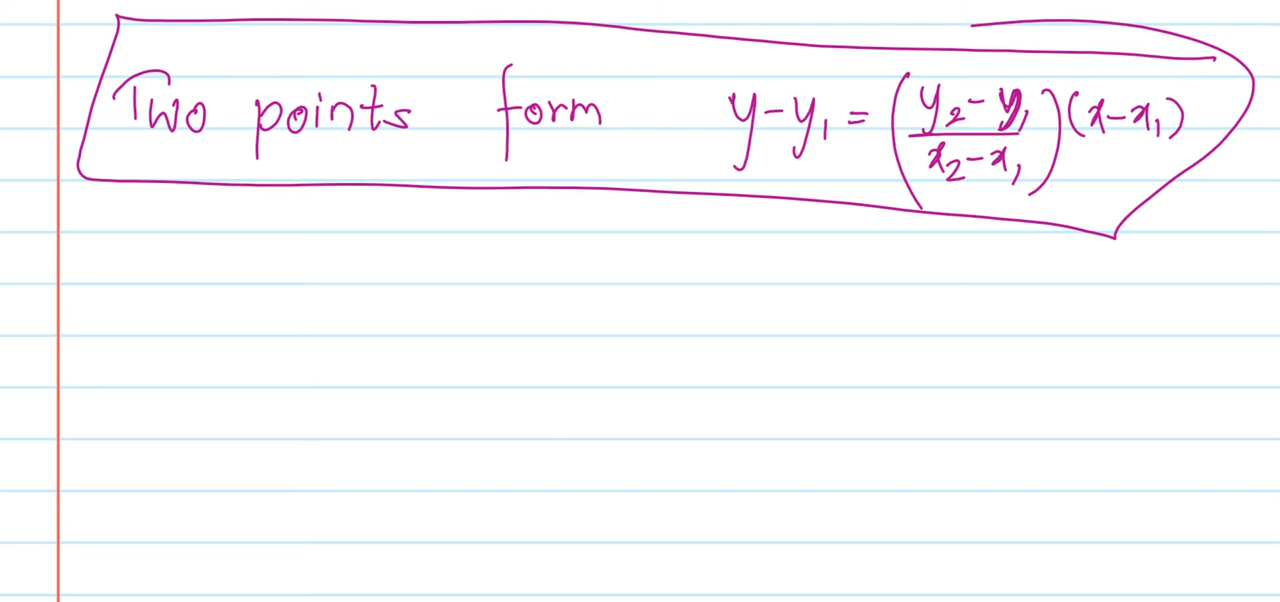 Two points form y-y₁ = ((y₂-y₁)/(x₂-x₁))(x-x₁)